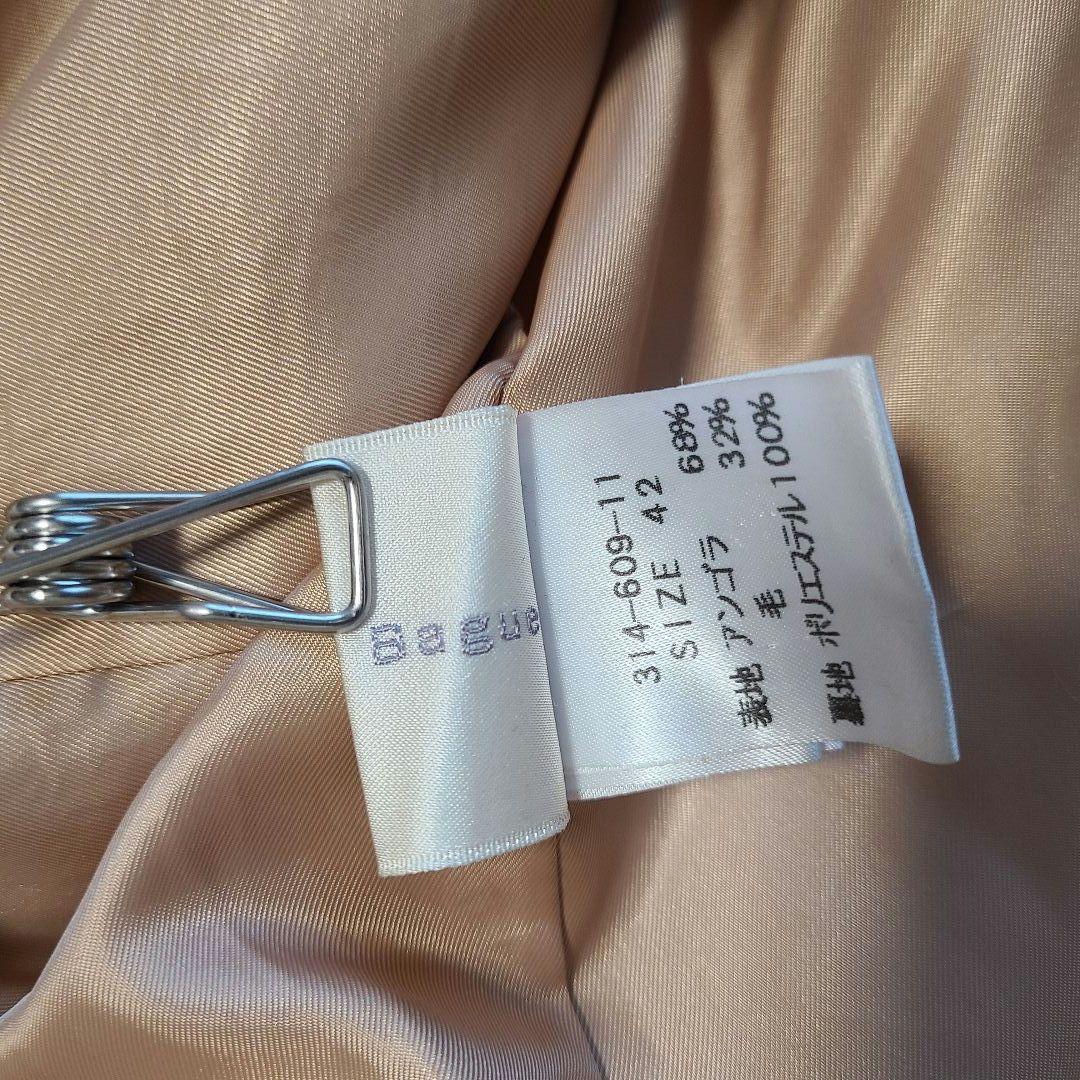 314-609-11
SIZE 42
表地 アンゴラ 68%
毛 32%
裏地 ポリエステル100%